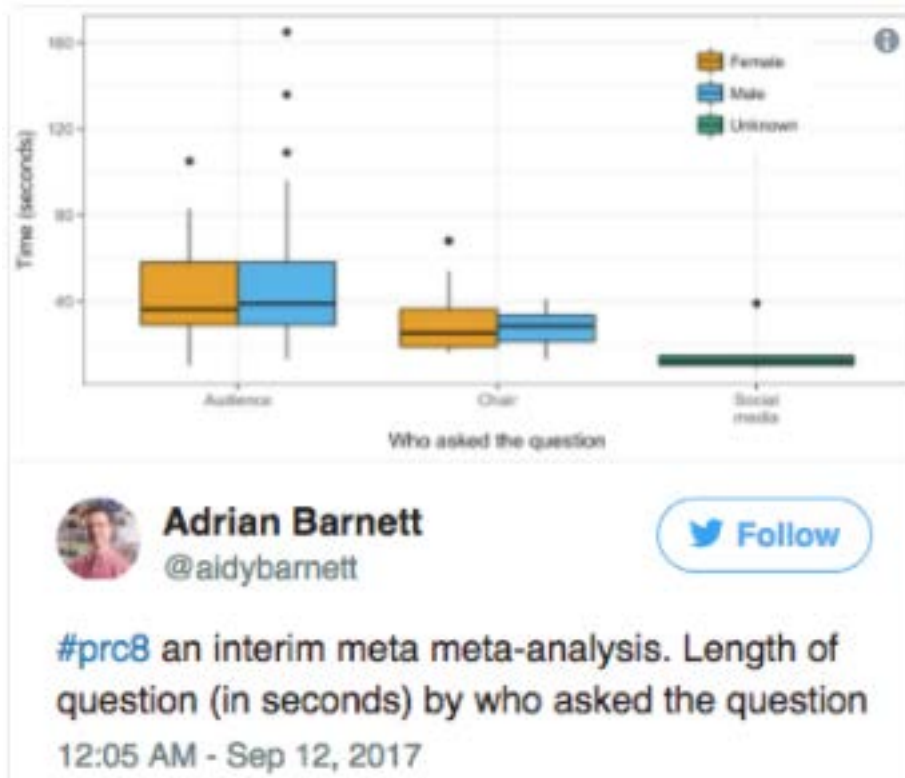 160
Female
Male
120
Unknown
Time (seconds)
80
40
Audience
Chair
Social
media
Who asked the question
Adrian Barnett
@aidybarnett
Follow
#prc8 an interim meta meta-analysis. Length of
question (in seconds) by who asked the question
12:05 AM - Sep 12, 2017